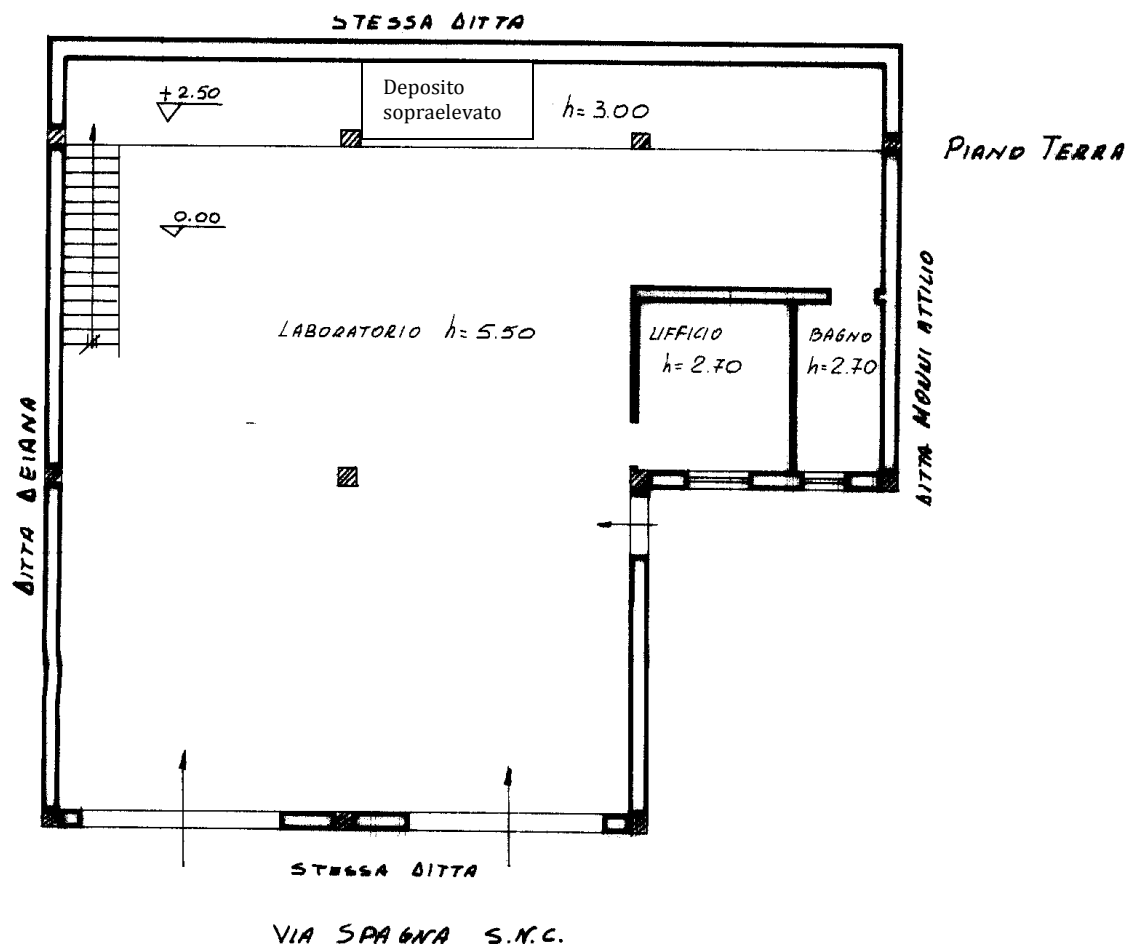 STESSA DITTA
+2.50
Deposito
sopraelevato
h=3.00
PIANO TERRA
0.00
LABORATORIO h=5.50
UFFICIO
h=2.70
BAGNO
h=2.70
DITTA MONNI ATTILIO
DITTA DEIANA
STESSA DITTA
VIA SPAGNA S.N.C.